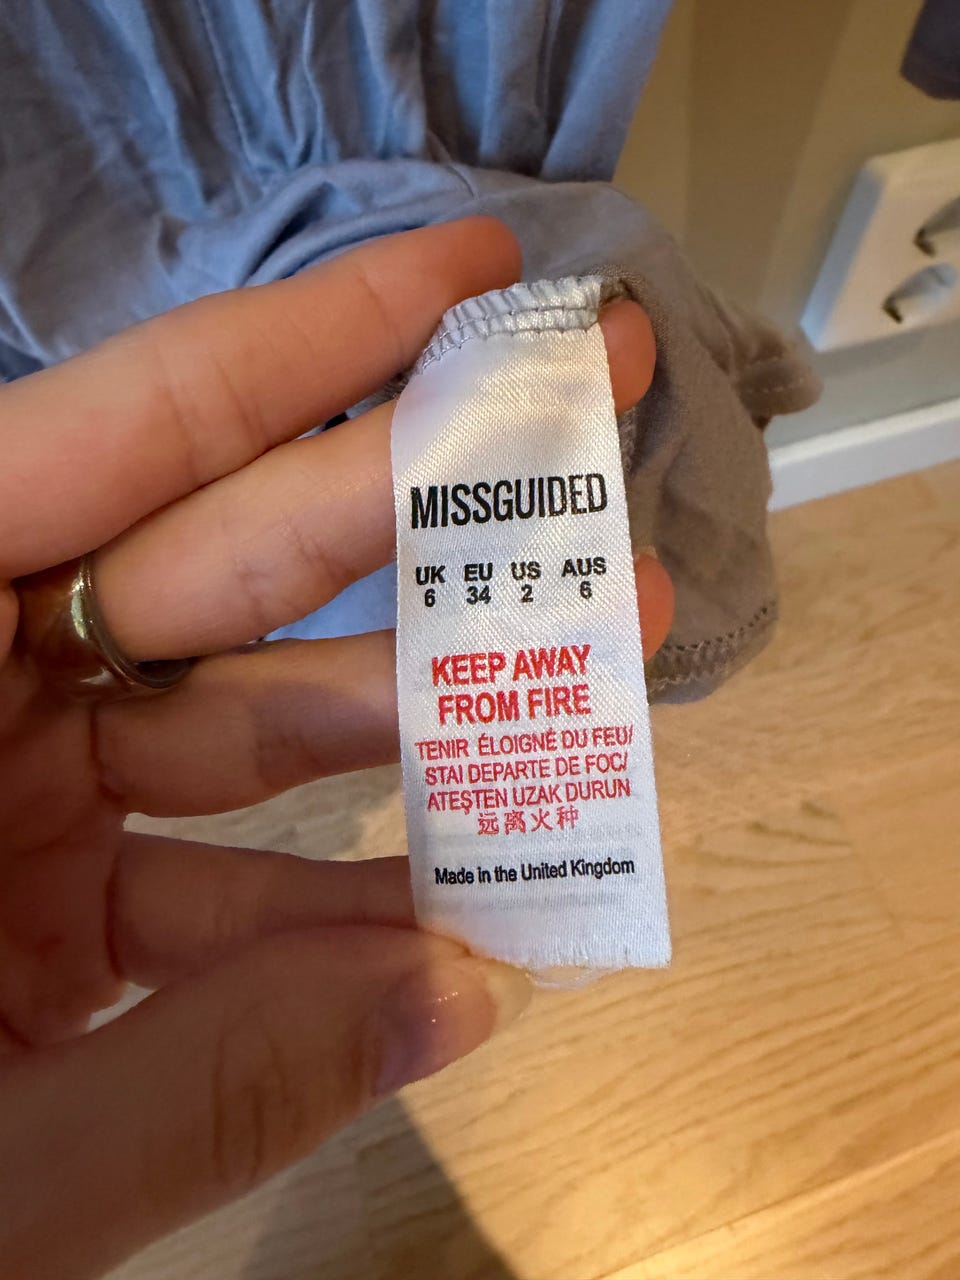 MISSGUIDED
UK EU US AUS
6 34 2 6
KEEP AWAY
FROM FIRE
TENIR ÉLOIGNÉ DU FEU/
STAI DEPARTE DE FOC/
ATEŞTEN UZAK DURUN
远离火种
Made in the United Kingdom